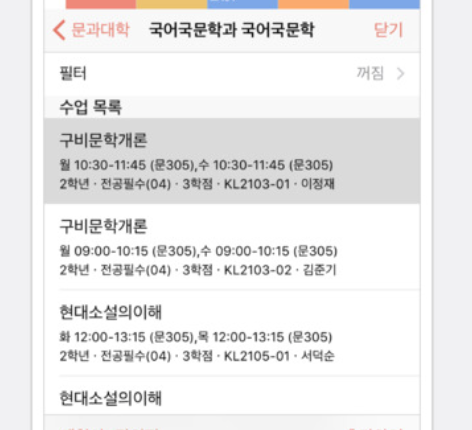 문과대학 국어국문학과 국어국문학 닫기
필터 꺼짐
수업 목록
구비문학개론
월 10:30-11:45 (문305),수 10:30-11:45 (문305)
2학년 · 전공필수(04) · 3학점 · KL2103-01 · 이정재
구비문학개론
월 09:00-10:15 (문305),수 09:00-10:15 (문305)
2학년 · 전공필수(04) · 3학점 · KL2103-02 · 김준기
현대소설의이해
화 12:00-13:15 (문305),목 12:00-13:15 (문305)
2학년 · 전공필수(04) · 3학점 · KL2105-01 · 서덕순
현대소설의이해